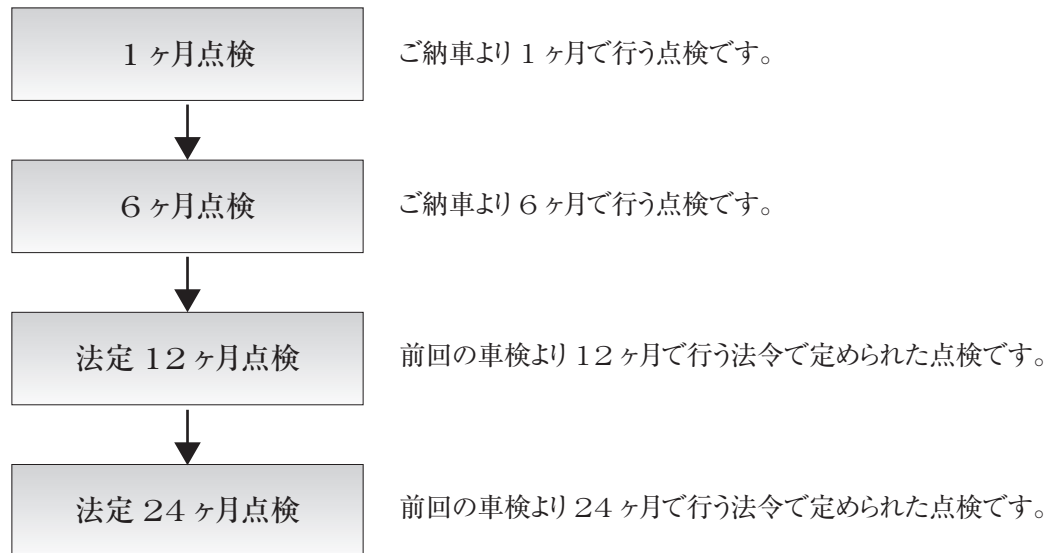 1ヶ月点検
ご納車より1ヶ月で行う点検です。
6ヶ月点検
ご納車より6ヶ月で行う点検です。
法定12ヶ月点検
前回の車検より12ヶ月で行う法令で定められた点検です。
法定24ヶ月点検
前回の車検より24ヶ月で行う法令で定められた点検です。